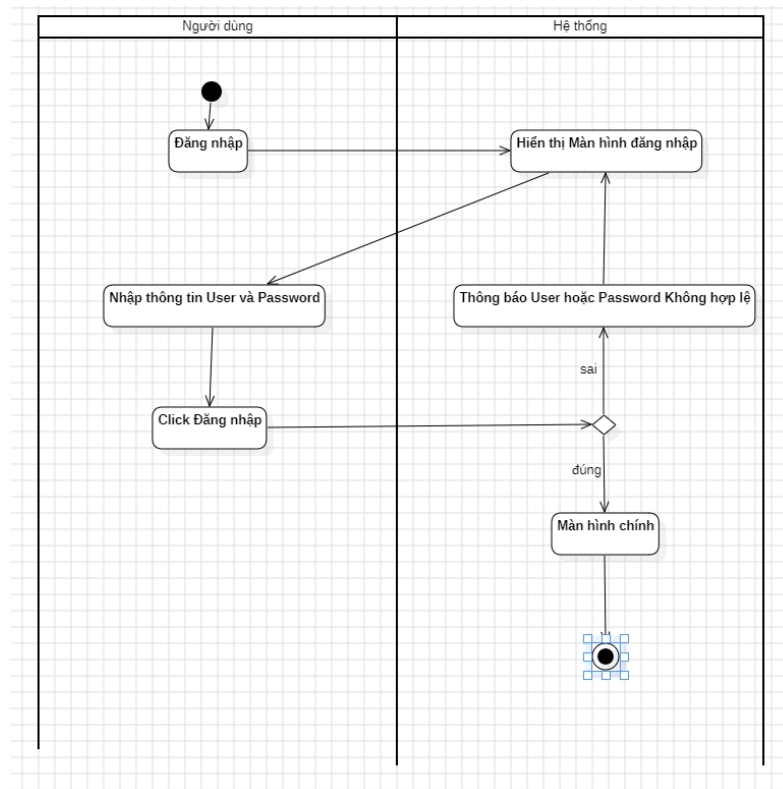 Người dùng
Hệ thống
Đăng nhập
Hiển thị Màn hình đăng nhập
Nhập thông tin User và Password
Thông báo User hoặc Password Không hợp lệ
sai
Click Đăng nhập
đúng
Màn hình chính